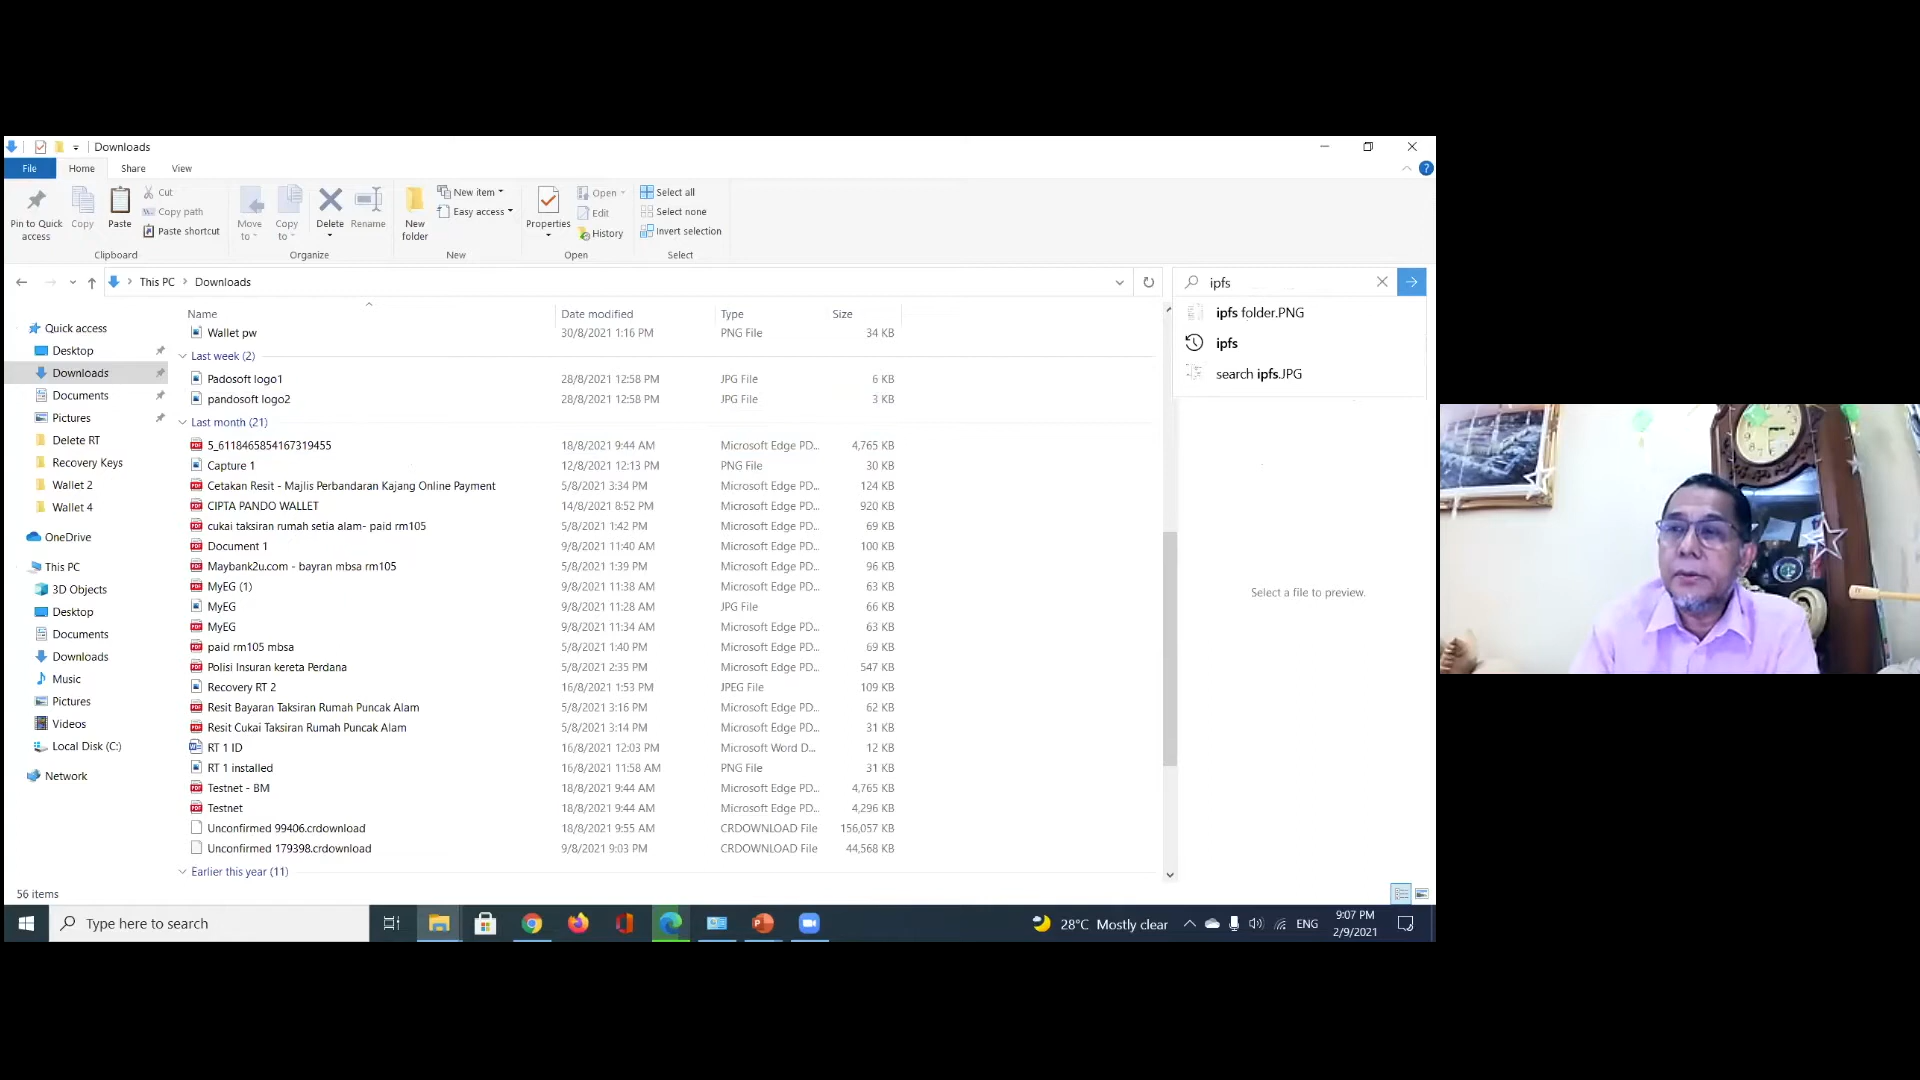 Downloads
File Home Share View
Pin to Quick access
Copy
Paste
Cut
Copy path
Paste shortcut
Clipboard
Move to
Copy to
Delete
Rename
Organize
New folder
New item
Easy access
New
Properties
Open
Edit
History
Open
Select all
Select none
Invert selection
Select
This PC > Downloads
ipfs
ipfs folder.PNG
ipfs
search ipfs.JPG
Quick access
Desktop
Downloads
Documents
Pictures
Delete RT
Recovery Keys
Wallet 2
Wallet 4
OneDrive
This PC
3D Objects
Desktop
Documents
Downloads
Music
Pictures
Videos
Local Disk (C:)
Network
Name Date modified Type Size
Wallet pw 30/8/2021 1:16 PM PNG File 34 KB
Last week (2)
Padosoft logo1 28/8/2021 12:58 PM JPG File 6 KB
pandosoft logo2 28/8/2021 12:58 PM JPG File 3 KB
Last month (21)
5_6118465854167319455 18/8/2021 9:44 AM Microsoft Edge PD... 4,765 KB
Capture 1 12/8/2021 12:13 PM PNG File 30 KB
Cetakan Resit - Majlis Perbandaran Kajang Online Payment 5/8/2021 3:34 PM Microsoft Edge PD... 124 KB
CIPTA PANDO WALLET 14/8/2021 8:52 PM Microsoft Edge PD... 920 KB
cukai taksiran rumah setia alam- paid rm105 5/8/2021 1:42 PM Microsoft Edge PD... 69 KB
Document 1 9/8/2021 11:40 AM Microsoft Edge PD... 100 KB
Maybank2u.com - bayran mbsa rm105 5/8/2021 1:39 PM Microsoft Edge PD... 96 KB
MyEG (1) 9/8/2021 11:38 AM Microsoft Edge PD... 63 KB
MyEG 9/8/2021 11:28 AM JPG File 66 KB
MyEG 9/8/2021 11:34 AM Microsoft Edge PD... 63 KB
paid rm105 mbsa 5/8/2021 1:40 PM Microsoft Edge PD... 69 KB
Polisi Insuran kereta Perdana 5/8/2021 2:35 PM Microsoft Edge PD... 547 KB
Recovery RT 2 16/8/2021 1:53 PM JPEG File 109 KB
Resit Bayaran Taksiran Rumah Puncak Alam 5/8/2021 3:16 PM Microsoft Edge PD... 62 KB
Resit Cukai Taksiran Rumah Puncak Alam 5/8/2021 3:14 PM Microsoft Edge PD... 31 KB
RT 1 ID 16/8/2021 12:03 PM Microsoft Word D... 12 KB
RT 1 installed 16/8/2021 11:58 AM PNG File 31 KB
Testnet - BM 18/8/2021 9:44 AM Microsoft Edge PD... 4,765 KB
Testnet 18/8/2021 9:44 AM Microsoft Edge PD... 4,296 KB
Unconfirmed 99406.crdownload 18/8/2021 9:55 AM CRDOWNLOAD File 156,057 KB
Unconfirmed 179398.crdownload 9/8/2021 9:03 PM CRDOWNLOAD File 44,568 KB
Earlier this year (11)
Select a file to preview.
56 items
Type here to search
28°C Mostly clear
ENG
9:07 PM
2/9/2021